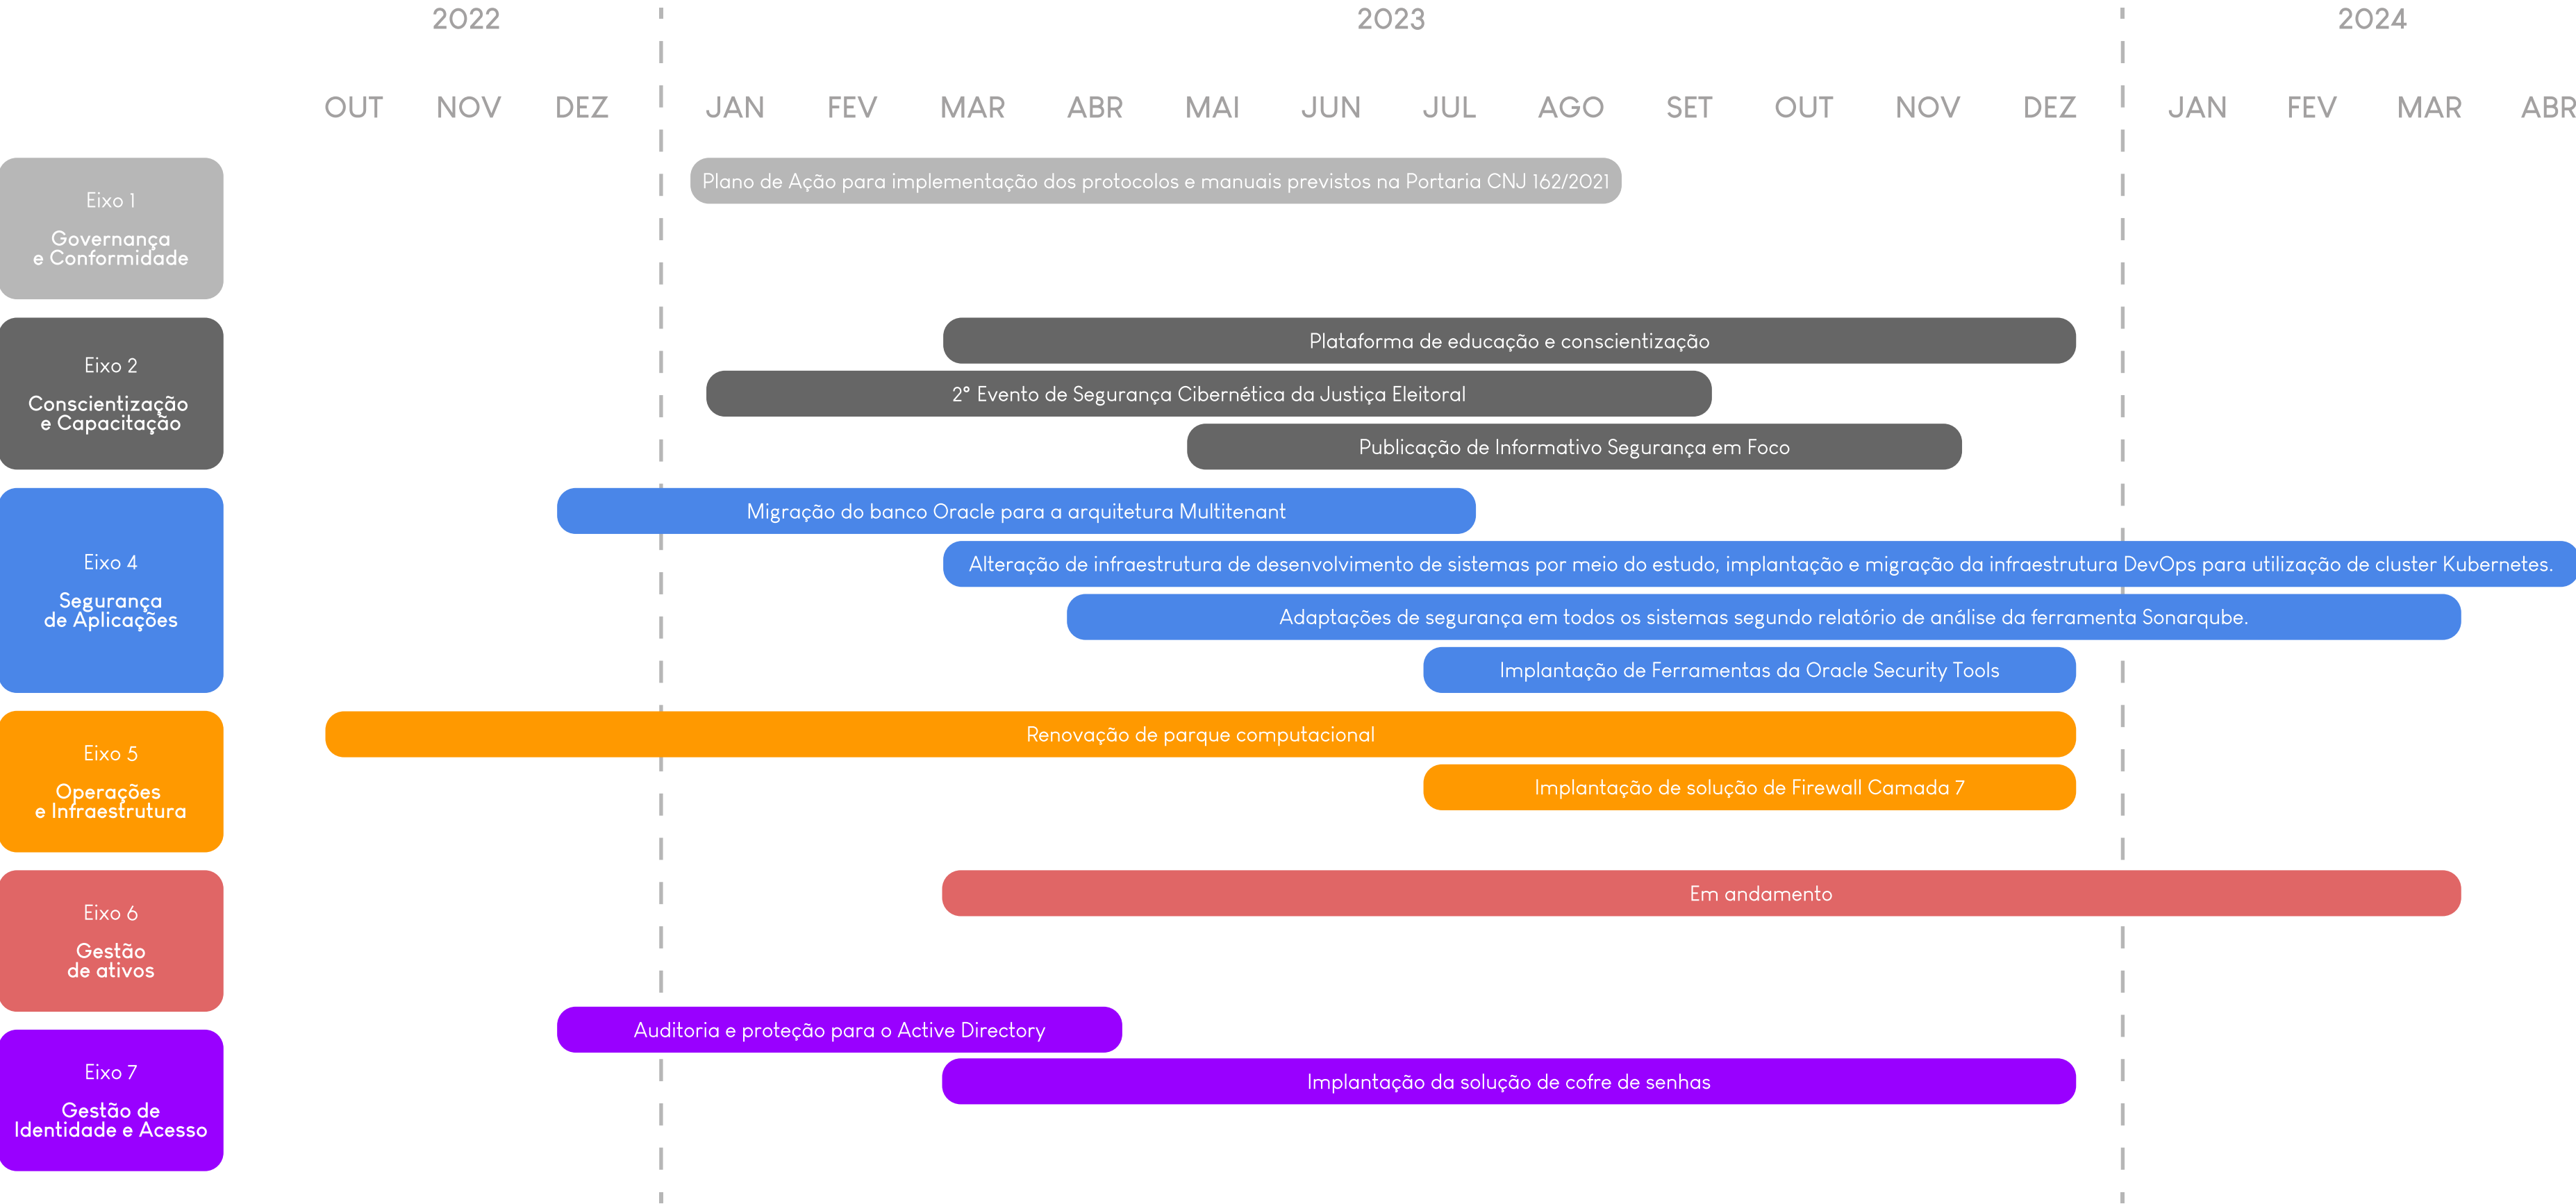 2022
2023
2024
OUT NOV DEZ JAN FEV MAR ABR MAI JUN JUL AGO SET OUT NOV DEZ JAN FEV MAR ABR
Eixo 1
Governança
e Conformidade
Plano de Ação para implementação dos protocolos e manuais previstos na Portaria CNJ 162/2021
Eixo 2
Conscientização
e Capacitação
Plataforma de educação e conscientização
2° Evento de Segurança Cibernética da Justiça Eleitoral
Publicação de Informativo Segurança em Foco
Eixo 4
Segurança
de Aplicações
Migração do banco Oracle para a arquitetura Multitenant
Alteração de infraestrutura de desenvolvimento de sistemas por meio do estudo, implantação e migração da infraestrutura DevOps para utilização de cluster Kubernetes.
Adaptações de segurança em todos os sistemas segundo relatório de análise da ferramenta Sonarqube.
Implantação de Ferramentas da Oracle Security Tools
Eixo 5
Operações
e Infraestrutura
Renovação de parque computacional
Implantação de solução de Firewall Camada 7
Eixo 6
Gestão
de ativos
Em andamento
Eixo 7
Gestão de
Identidade e Acesso
Auditoria e proteção para o Active Directory
Implantação da solução de cofre de senhas